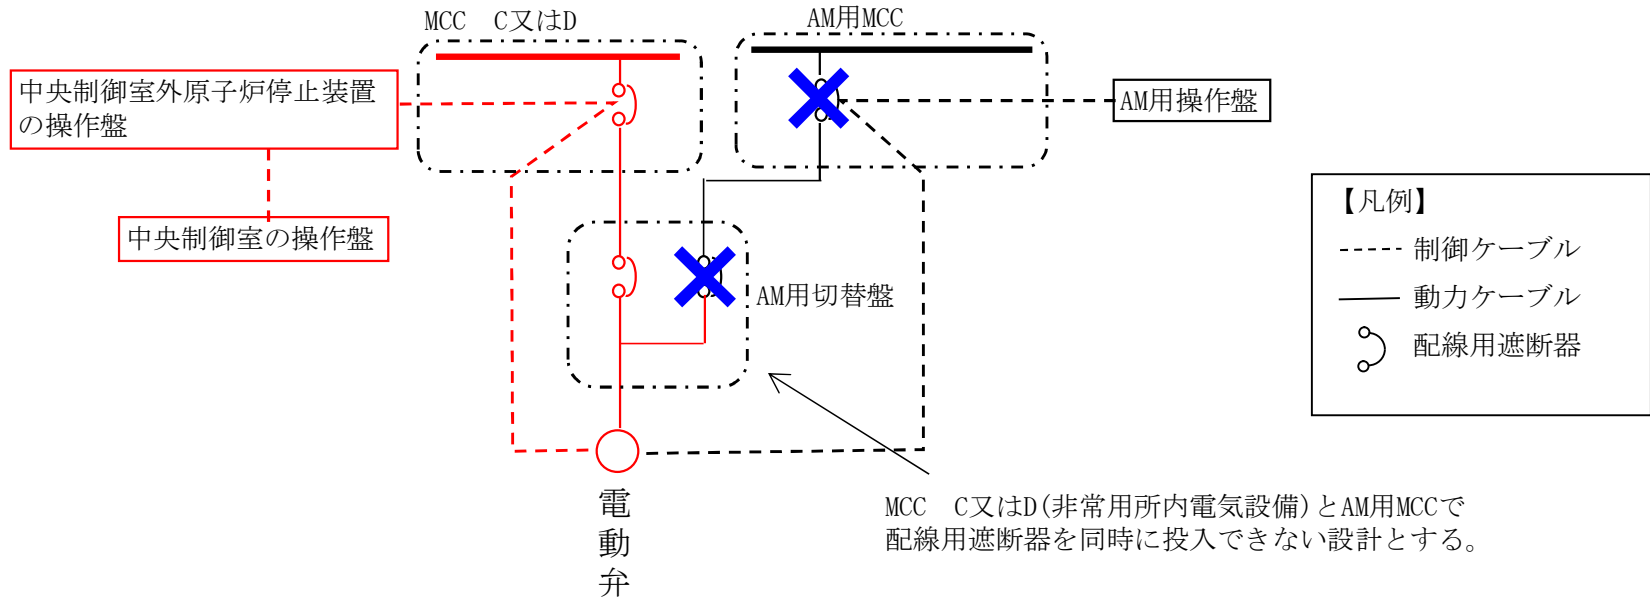 MCC　C又はD
AM用MCC
中央制御室外原子炉停止装置
の操作盤
AM用操作盤
中央制御室の操作盤
【凡例】
制御ケーブル
動力ケーブル
配線用遮断器
AM用切替盤
電動弁
MCC　C又はD(非常用所内電気設備)とAM用MCCで
配線用遮断器を同時に投入できない設計とする。